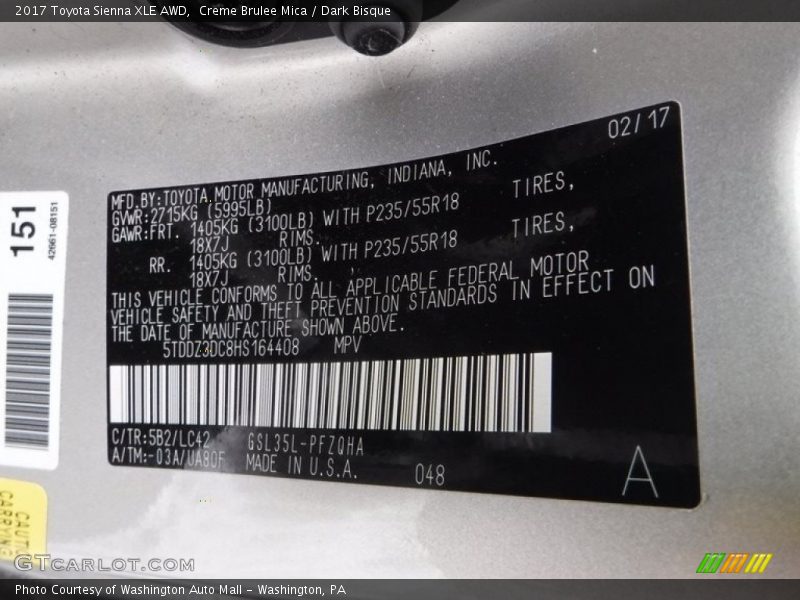 2017 Toyota Sienna XLE AWD,  Creme Brulee Mica / Dark Bisque
02/17
MFD.BY:TOYOTA MOTOR MANUFACTURING, INDIANA, INC.
GVWR:2715KG (5995LB)
GAWR:FRT. 1405KG (3100LB) WITH P235/55R18 TIRES,
18X7J RIMS.
RR. 1405KG (3100LB) WITH P235/55R18 TIRES,
18X7J RIMS.
THIS VEHICLE CONFORMS TO ALL APPLICABLE FEDERAL MOTOR
VEHICLE SAFETY AND THEFT PREVENTION STANDARDS IN EFFECT ON
THE DATE OF MANUFACTURE SHOWN ABOVE.
5TDDZ3DC8HS164408 MPV
C/TR:5B2/LC42 GSL35L-PFZQHA
A/TM:-03A/UA80F MADE IN U.S.A. 048
A
151
42661-08151
CAUT
CARRYING
GTCARLOT.COM
Photo Courtesy of Washington Auto Mall - Washington, PA